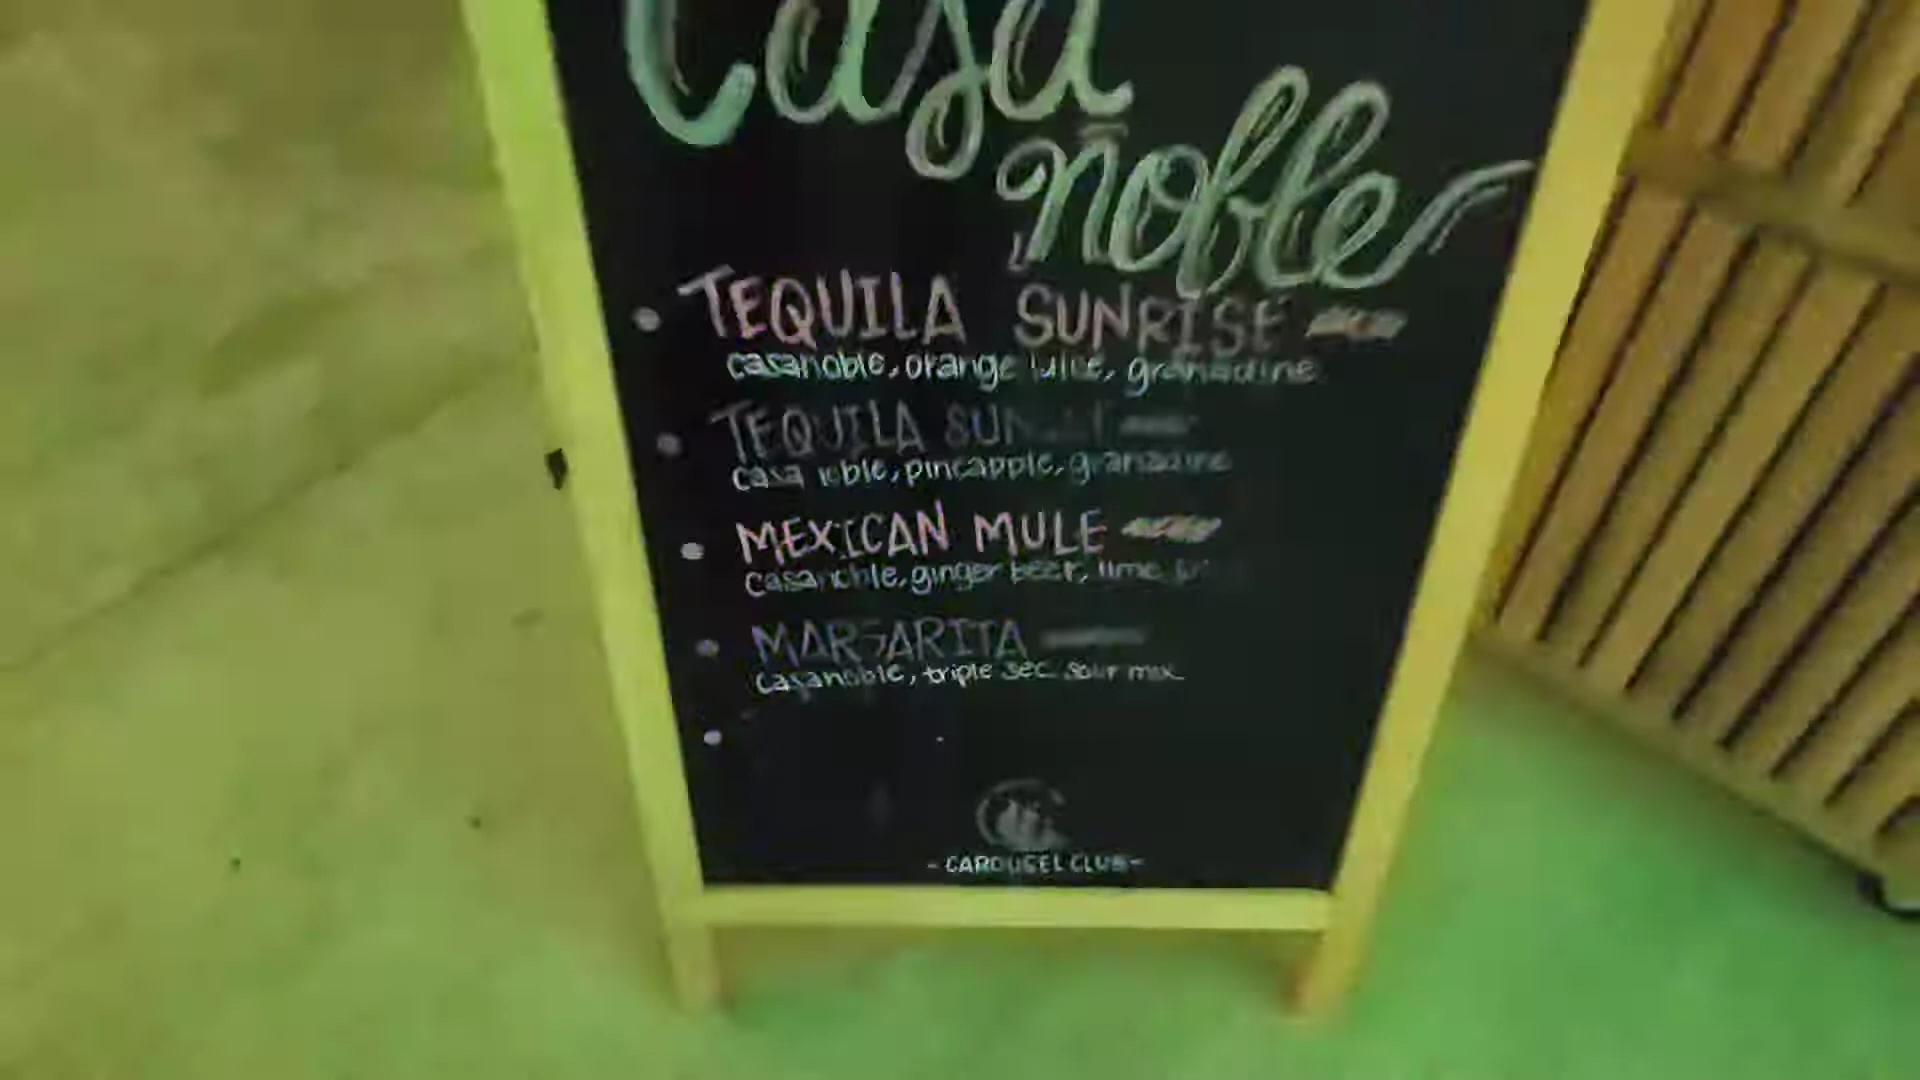 Casa
noble
TEQUILA SUNRISE
casanoble, orange juice, granadine
TEQUILA
casa noble, pineapple, granadine
MEXICAN MULE
casanoble, ginger beer, lime
MARGARITA
casanoble, triple sec sour mix
- CAROUSEL CLUB -